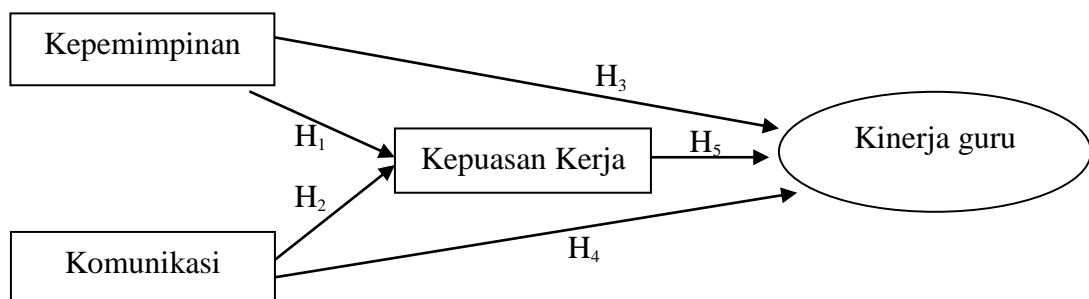 Kepemimpinan
H₃
H₁
Kepuasan Kerja
H₅
Kinerja guru
H₂
Komunikasi
H₄